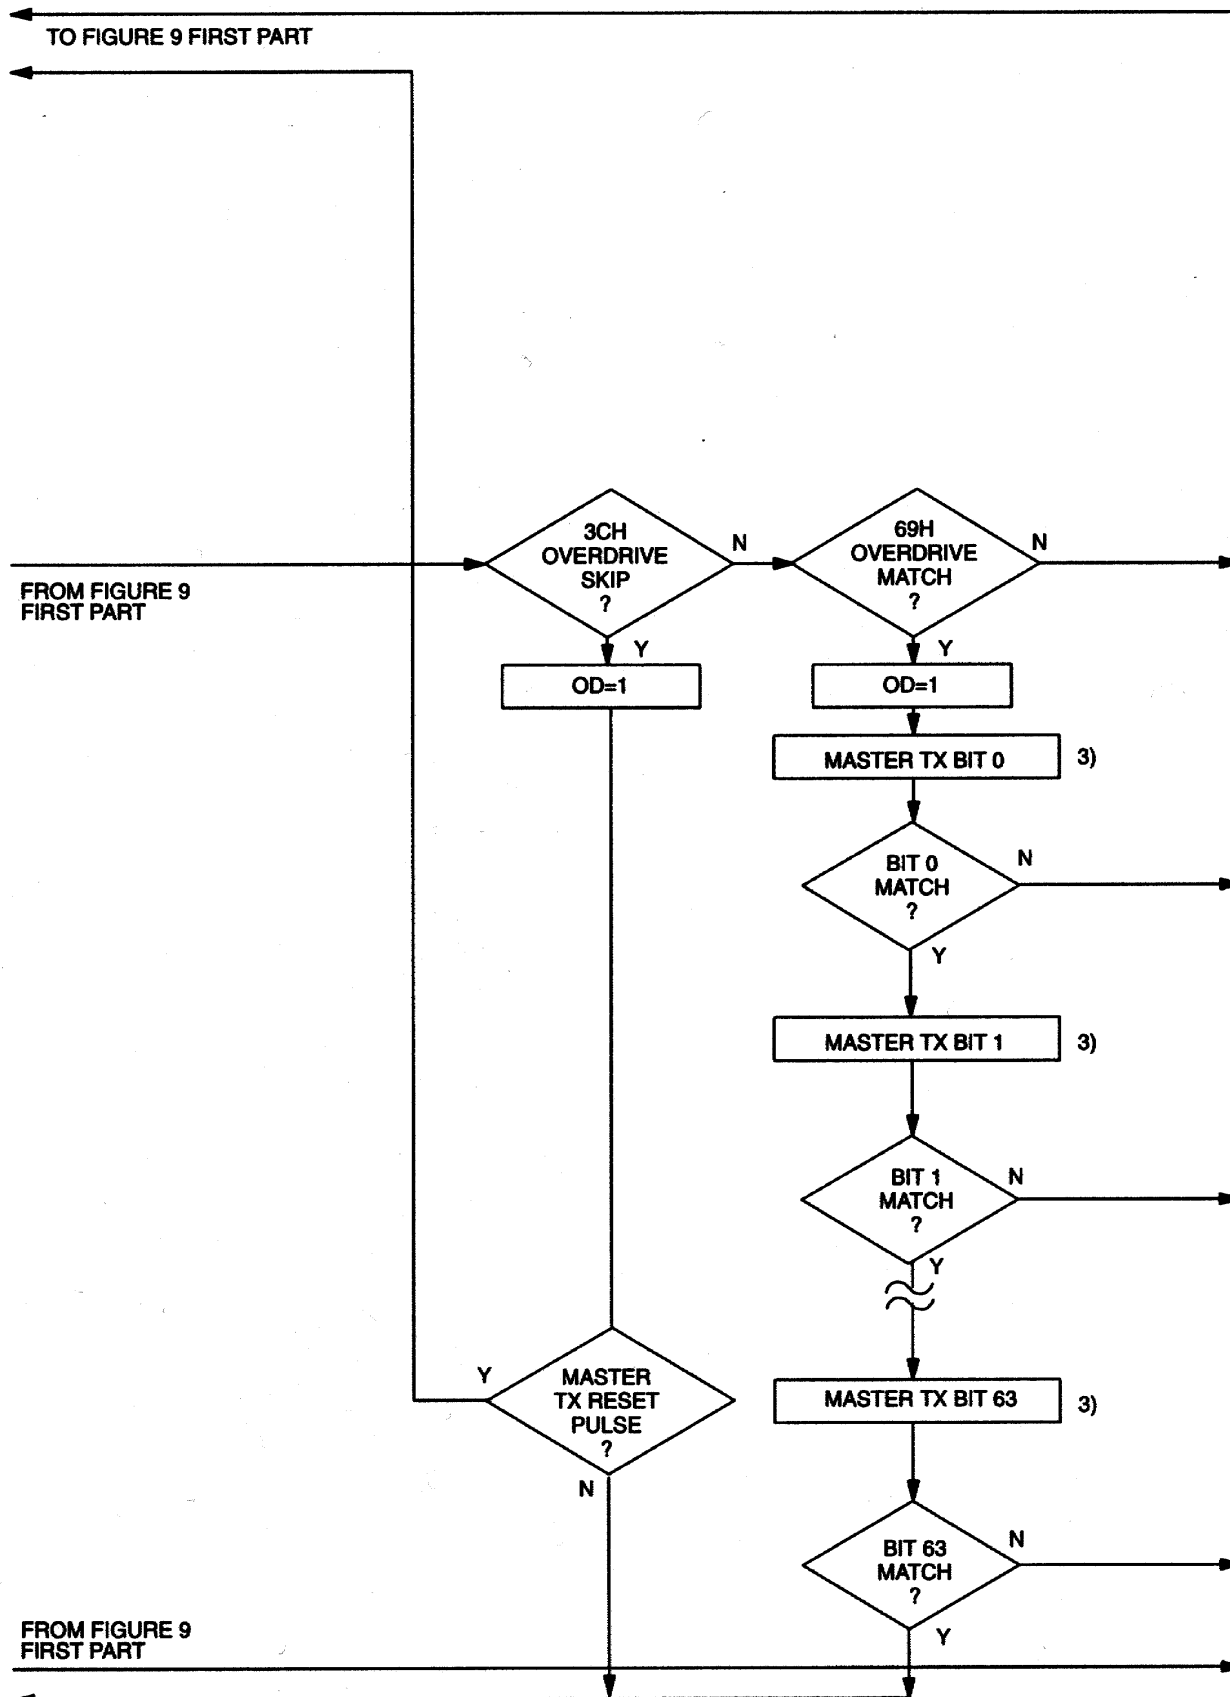 TO FIGURE 9 FIRST PART
3CH
OVERDRIVE
SKIP
?
N
69H
OVERDRIVE
MATCH
?
N
FROM FIGURE 9
FIRST PART
Y
Y
OD=1
OD=1
MASTER TX BIT 0
3)
BIT 0
MATCH
?
N
Y
MASTER TX BIT 1
3)
BIT 1
MATCH
?
N
Y
Y
MASTER
TX RESET
PULSE
?
N
MASTER TX BIT 63
3)
BIT 63
MATCH
?
N
Y
FROM FIGURE 9
FIRST PART